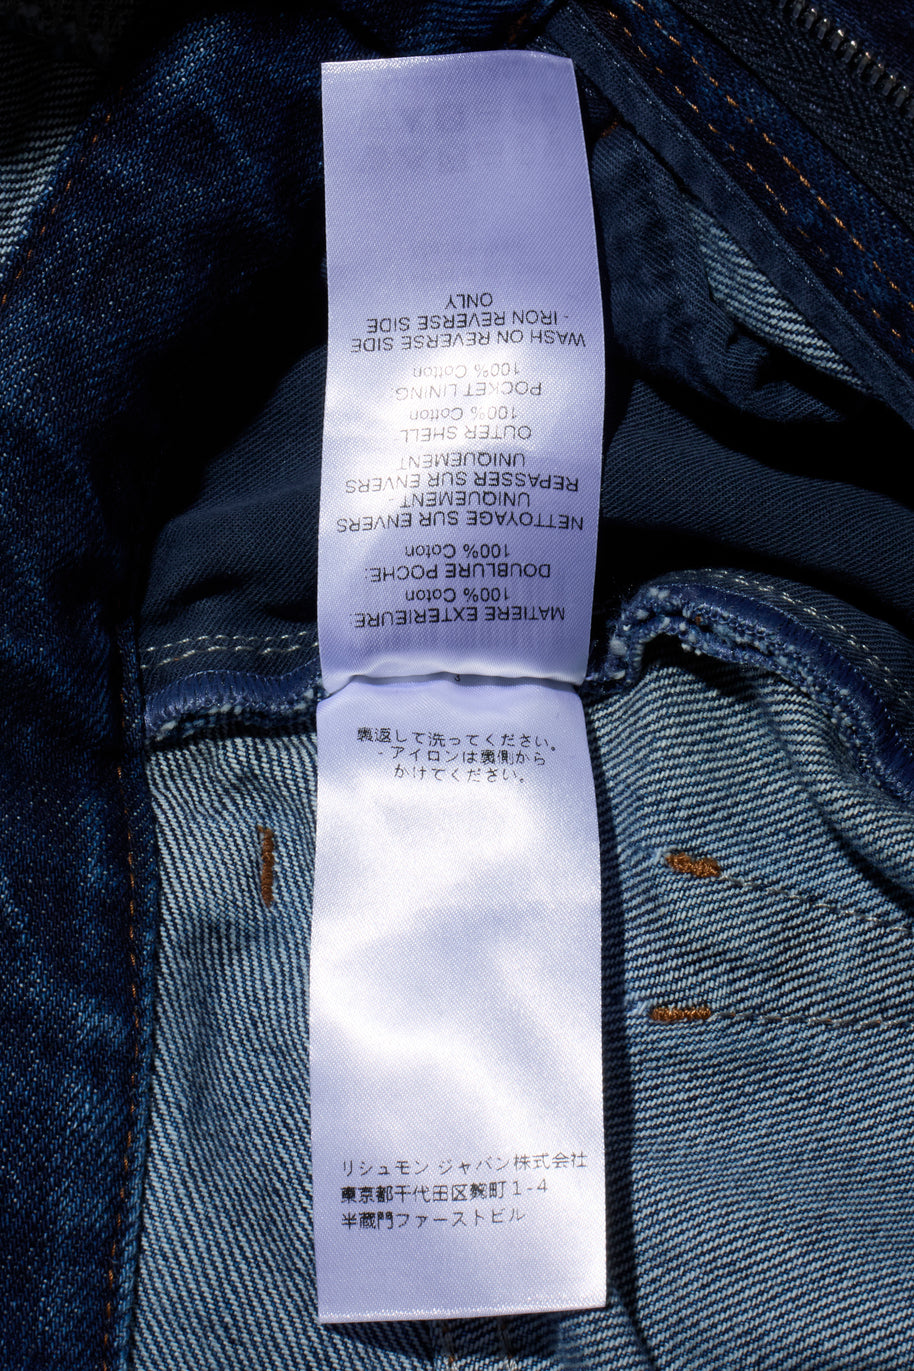 MATIERE EXTERIEURE:
100% Coton
DOUBLURE POCHE:
100% Coton
NETTOYAGE SUR ENVERS
UNIQUEMENT -
REPASSER SUR ENVERS
UNIQUEMENT
OUTER SHELL
100% Cotton
POCKET LINING
100% Cotton
WASH ON REVERSE SIDE
- IRON REVERSE SIDE
ONLY
裏返して洗ってください。
- アイロンは裏側から
かけてください。
リシュモン ジャパン株式会社
東京都千代田区麹町1-4
半蔵門ファーストビル